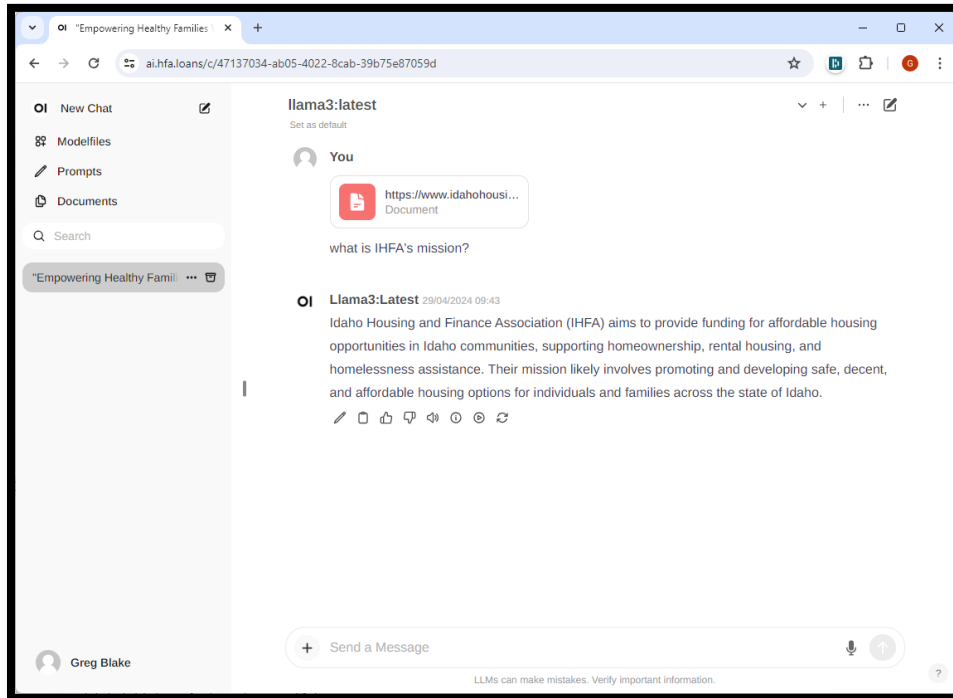 OI "Empowering Healthy Families
ai.hfa.loans/c/47137034-ab05-4022-8cab-39b75e87059d
G
OI New Chat
Modelfiles
Prompts
Documents
Search
"Empowering Healthy Famili
Greg Blake
llama3:latest
Set as default
You
https://www.idahohousi...
Document
what is IHFA's mission?
OI Llama3:Latest 29/04/2024 09:43
Idaho Housing and Finance Association (IHFA) aims to provide funding for affordable housing
opportunities in Idaho communities, supporting homeownership, rental housing, and
homelessness assistance. Their mission likely involves promoting and developing safe, decent,
and affordable housing options for individuals and families across the state of Idaho.
Send a Message
LLMs can make mistakes. Verify important information.
?